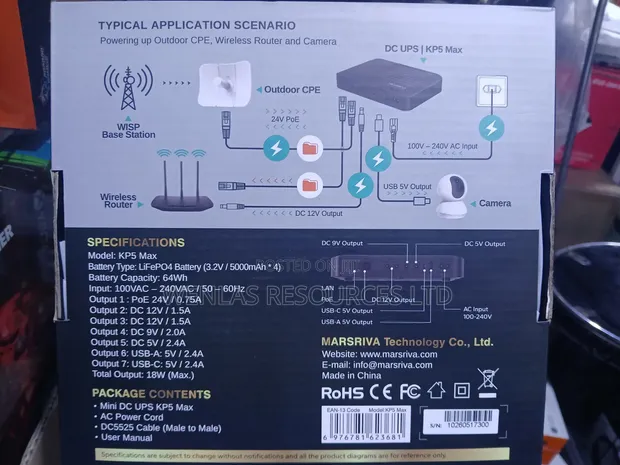 TYPICAL APPLICATION SCENARIO
Powering up Outdoor CPE, Wireless Router and Camera
DC UPS | KP5 Max
Outdoor CPE
WISP
Base Station
24V PoE
100V – 240V AC Input
USB 5V Output
Wireless
Router
DC 12V Output
Camera
SPECIFICATIONS
Model: KP5 Max
Battery Type: LiFePO4 Battery (3.2V / 5000mAh * 4)
Battery Capacity: 64Wh
Input: 100VAC – 240VAC / 50 – 60Hz
Output 1 : PoE 24V / 0.75A
Output 2: DC 12V / 1.5A
Output 3: DC 12V / 1.5A
Output 4: DC 9V / 2.0A
Output 5: DC 5V / 2.4A
Output 6: USB-A: 5V / 2.4A
Output 7: USB-C: 5V / 2.4A
Total Output: 18W (Max.)
PACKAGE CONTENTS
• Mini DC UPS KP5 Max
• AC Power Cord
• DC5525 Cable (Male to Male)
• User Manual
DC 9V Output
DC 5V Output
LAN
PoE
DC 12V Output
USB-C 5V Output
USB-A 5V Output
AC Input
100-240V
MARSRIVA Technology Co., Ltd.
Website: www.marsriva.com
E-mail: info@marsriva.com
Made in China
RoHS CE FC
EAN-13 Code
Model KP5 Max
6 976781 623681
S/N:
10260517300
Specifications are subject to change without notifications and all the product diagrams are for reference only.
POSTED ON
RESOURCES LTD